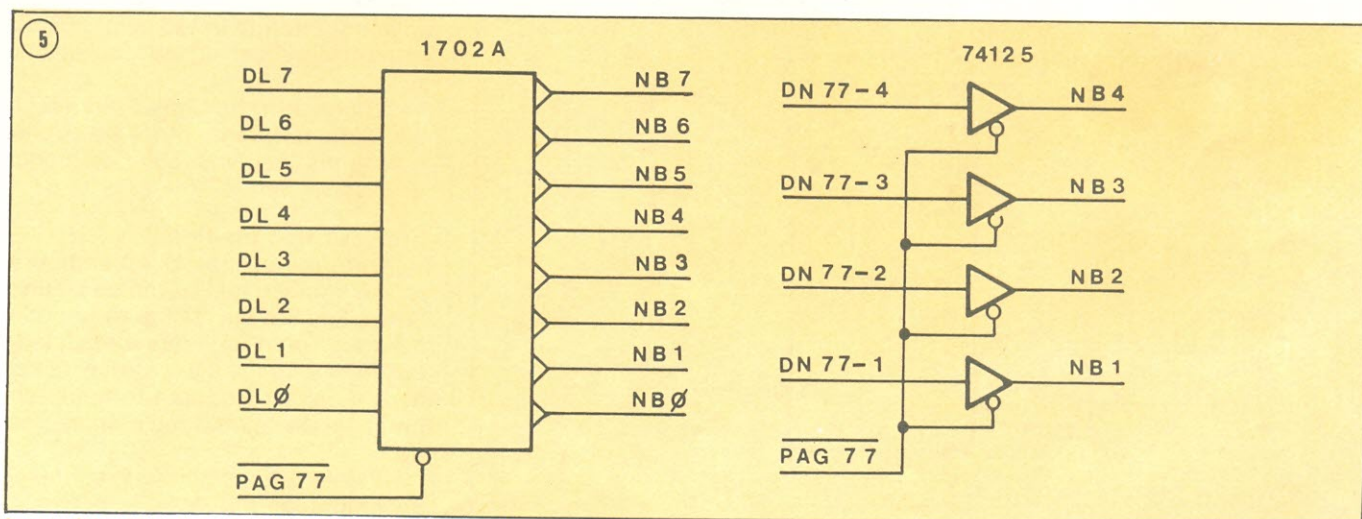 5
1702A
DL 7
NB 7
DL 6
NB 6
DL 5
NB 5
DL 4
NB 4
DL 3
NB 3
DL 2
NB 2
DL 1
NB 1
DL Ø
NB Ø
PAG 77
74125
DN 77-4
NB 4
DN 77-3
NB 3
DN 77-2
NB 2
DN 77-1
NB 1
PAG 77